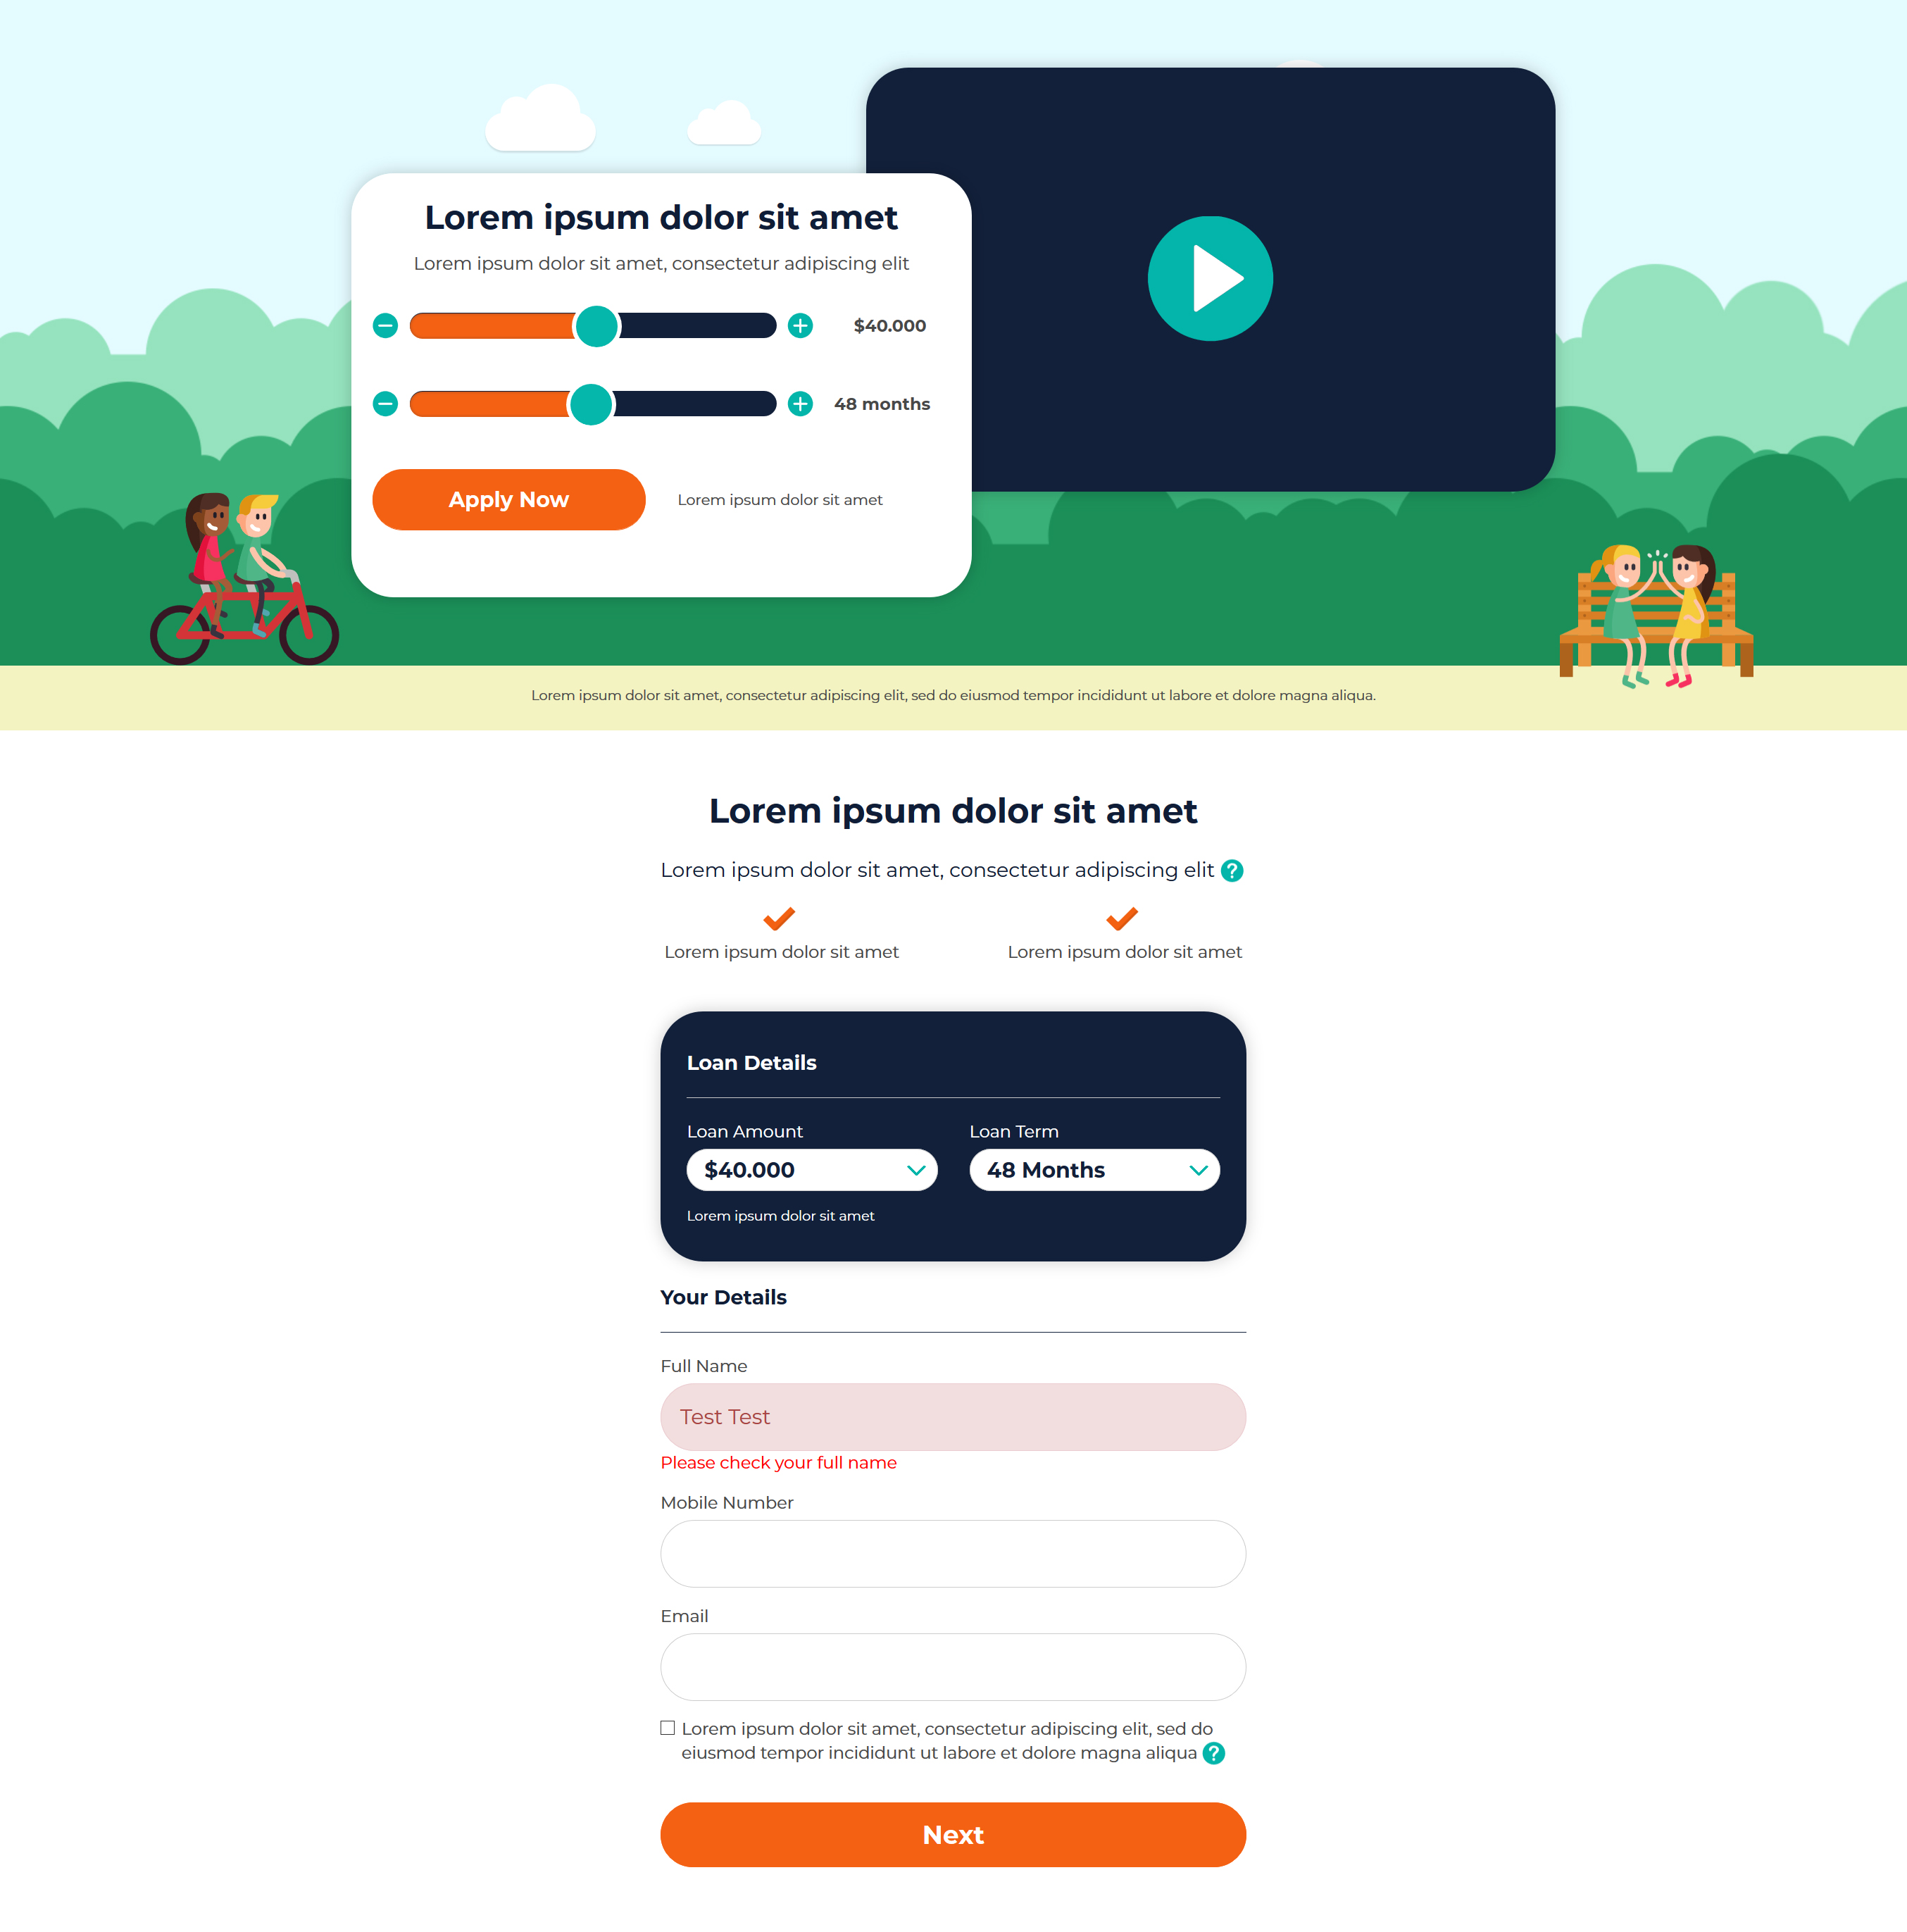 Lorem ipsum dolor sit amet
Lorem ipsum dolor sit amet, consectetur adipiscing elit
$40.000
48 months
Apply Now
Lorem ipsum dolor sit amet
Lorem ipsum dolor sit amet, consectetur adipiscing elit, sed do eiusmod tempor incididunt ut labore et dolore magna aliqua.
Lorem ipsum dolor sit amet
Lorem ipsum dolor sit amet, consectetur adipiscing elit ?
Lorem ipsum dolor sit amet
Lorem ipsum dolor sit amet
Loan Details
Loan Amount
Loan Term
$40.000
48 Months
Lorem ipsum dolor sit amet
Your Details
Full Name
Test Test
Please check your full name
Mobile Number
Email
Lorem ipsum dolor sit amet, consectetur adipiscing elit, sed do
eiusmod tempor incididunt ut labore et dolore magna aliqua ?
Next